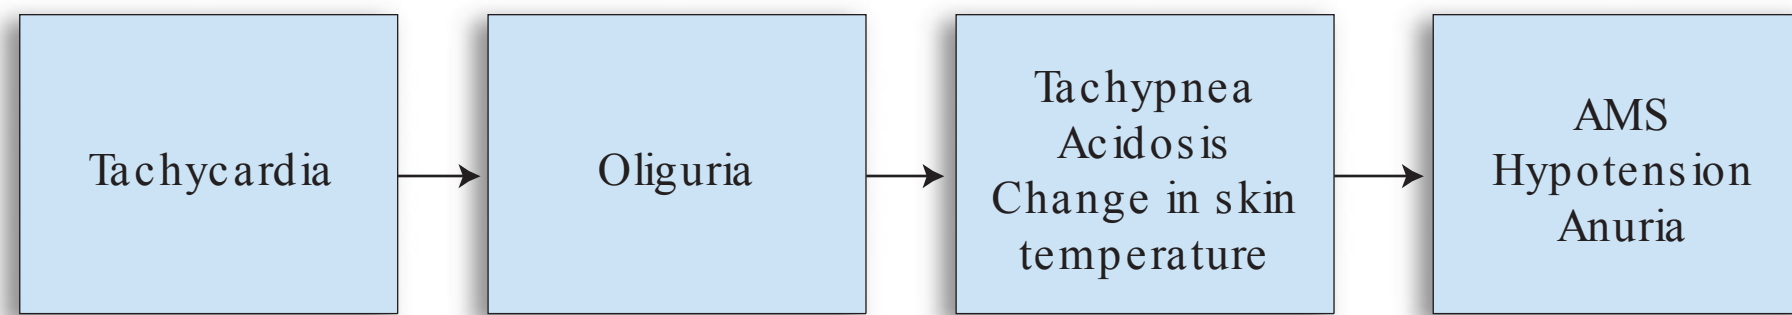 Tachycardia
Oliguria
Tachypnea
Acidosis
Change in skin
temperature
AMS
Hypotension
Anuria